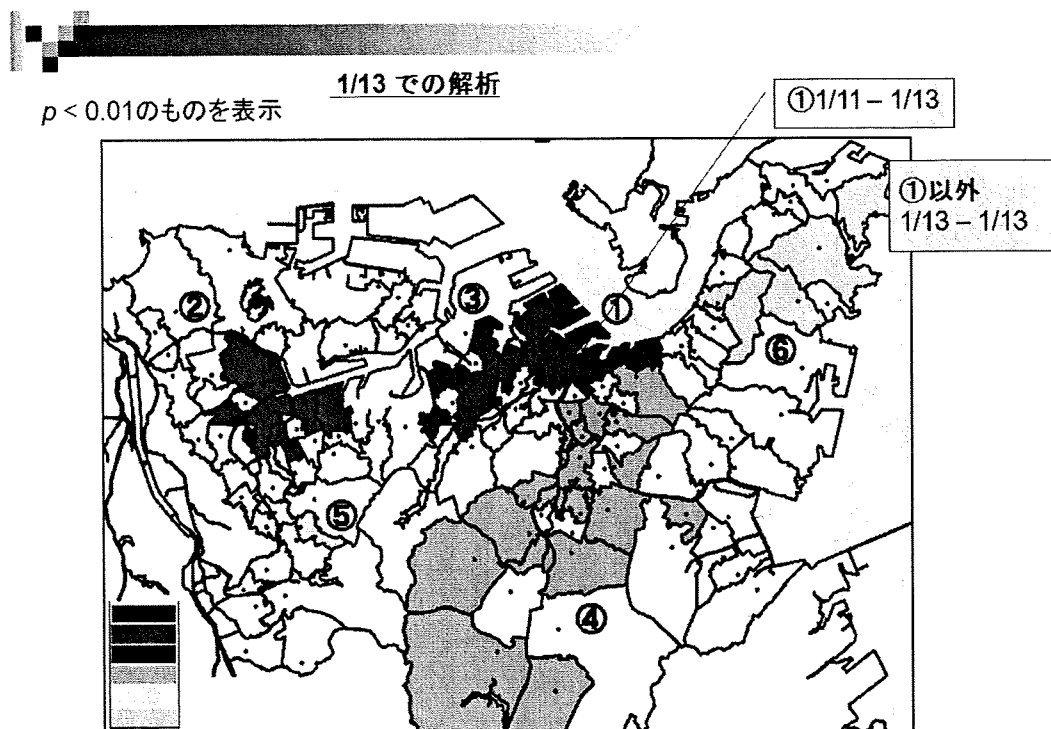 1/13 での解析
p < 0.01のものを表示
①1/11 – 1/13
①以外
1/13 – 1/13
②
③
①
⑥
⑤
④